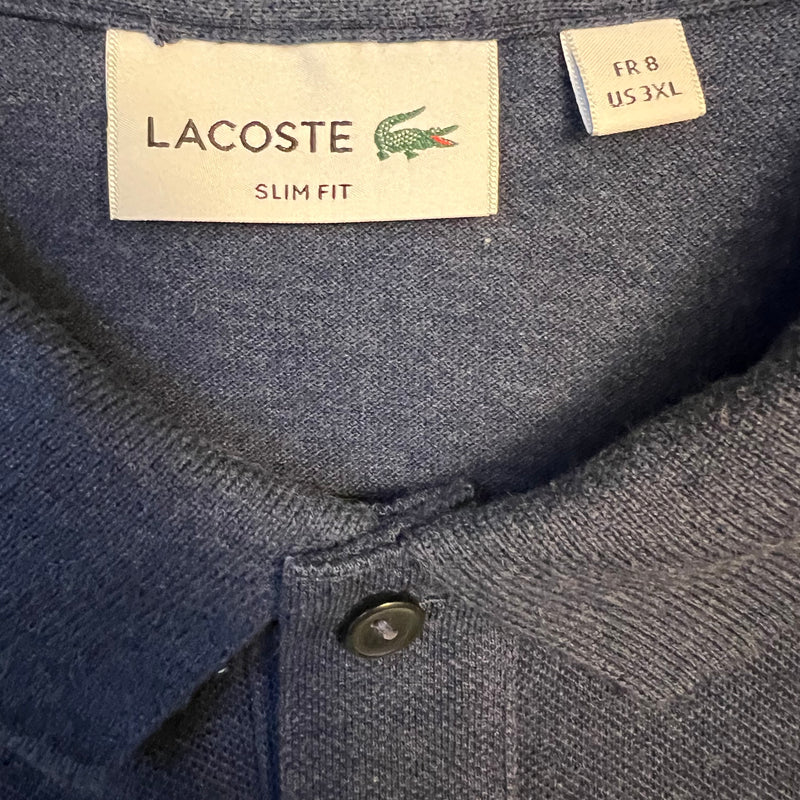 LACOSTE
SLIM FIT
FR 8
US 3XL